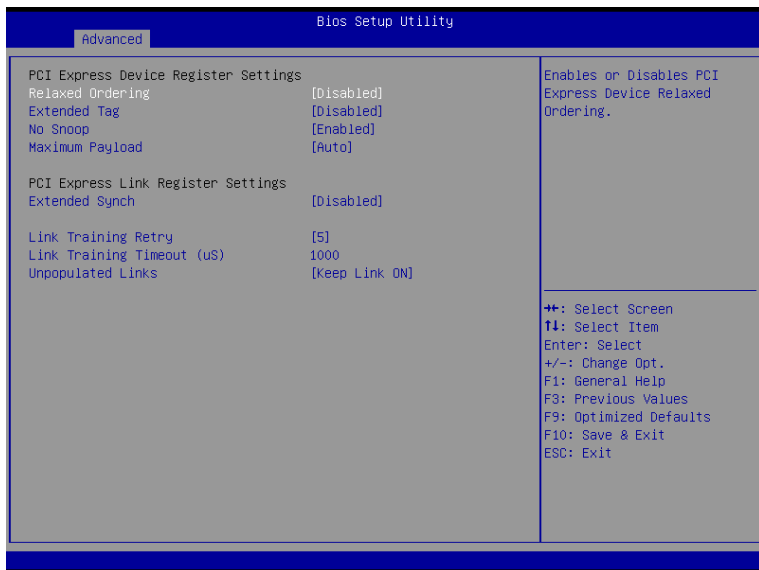 Bios Setup Utility
Advanced
PCI Express Device Register Settings
Relaxed Ordering [Disabled]
Extended Tag [Disabled]
No Snoop [Enabled]
Maximum Payload [Auto]
PCI Express Link Register Settings
Extended Synch [Disabled]
Link Training Retry [5]
Link Training Timeout (uS) 1000
Unpopulated Links [Keep Link ON]
Enables or Disables PCI
Express Device Relaxed
Ordering.
→←: Select Screen
↑↓: Select Item
Enter: Select
+/-: Change Opt.
F1: General Help
F3: Previous Values
F9: Optimized Defaults
F10: Save & Exit
ESC: Exit